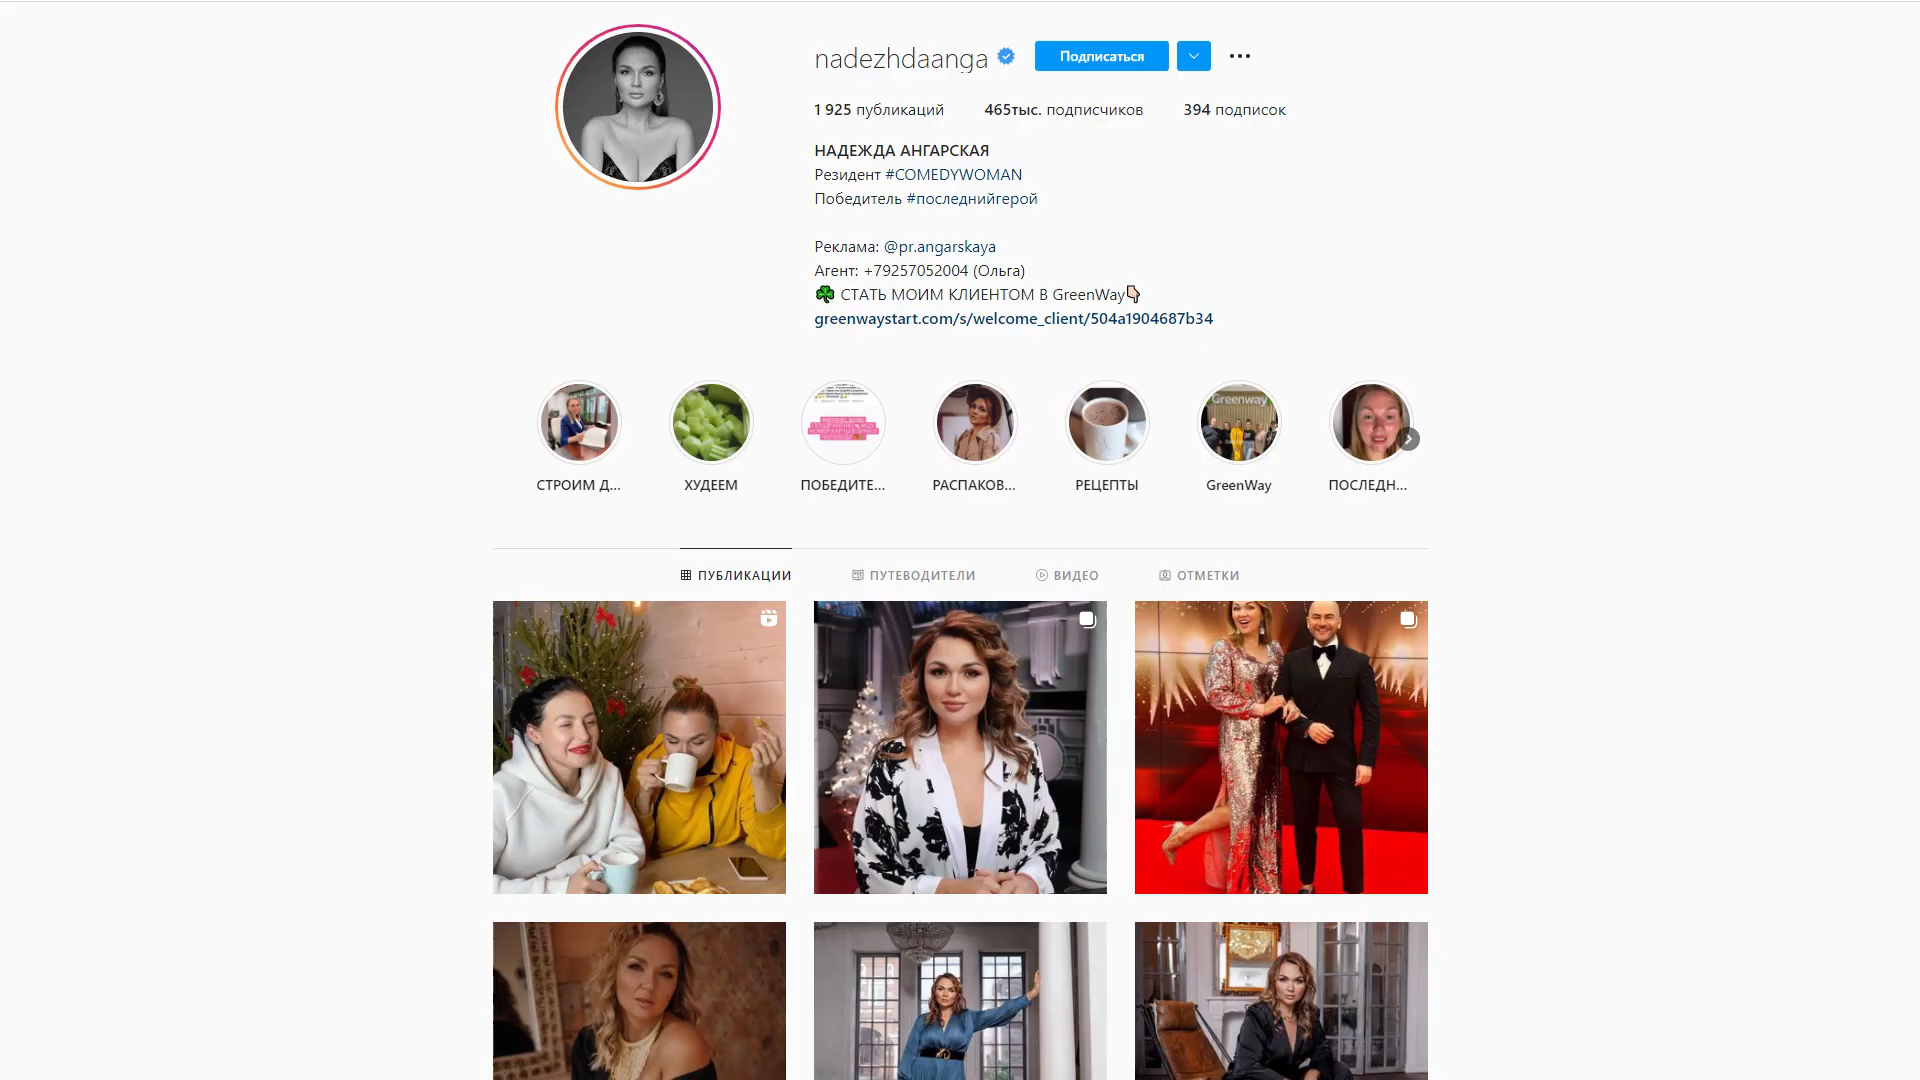 nadezhdaanga
Подписаться
1 925 публикаций 465тыс. подписчиков 394 подписок
НАДЕЖДА АНГАРСКАЯ
Резидент #COMEDYWOMAN
Победитель #последнийгерой
Реклама: @pr.angarskaya
Агент: +79257052004 (Ольга)
☘ СТАТЬ МОИМ КЛИЕНТОМ В GreenWay👇🏻
greenwaystart.com/s/welcome_client/504a1904687b34
Greenway
СТРОИМ Д... ХУДЕЕМ ПОБЕДИТЕ... РАСПАКОВ... РЕЦЕПТЫ GreenWay ПОСЛЕДН...
ПУБЛИКАЦИИ ПУТЕВОДИТЕЛИ ВИДЕО ОТМЕТКИ